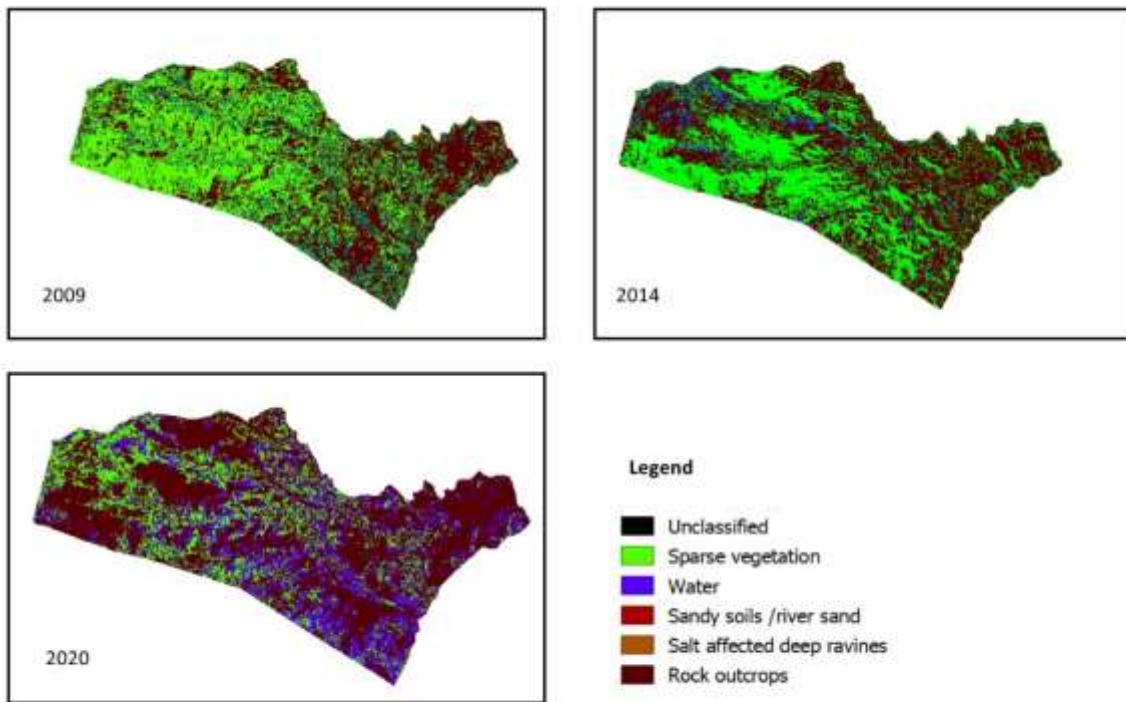 2009
2014
2020
Legend
Unclassified
Sparse vegetation
Water
Sandy soils /river sand
Salt affected deep ravines
Rock outcrops